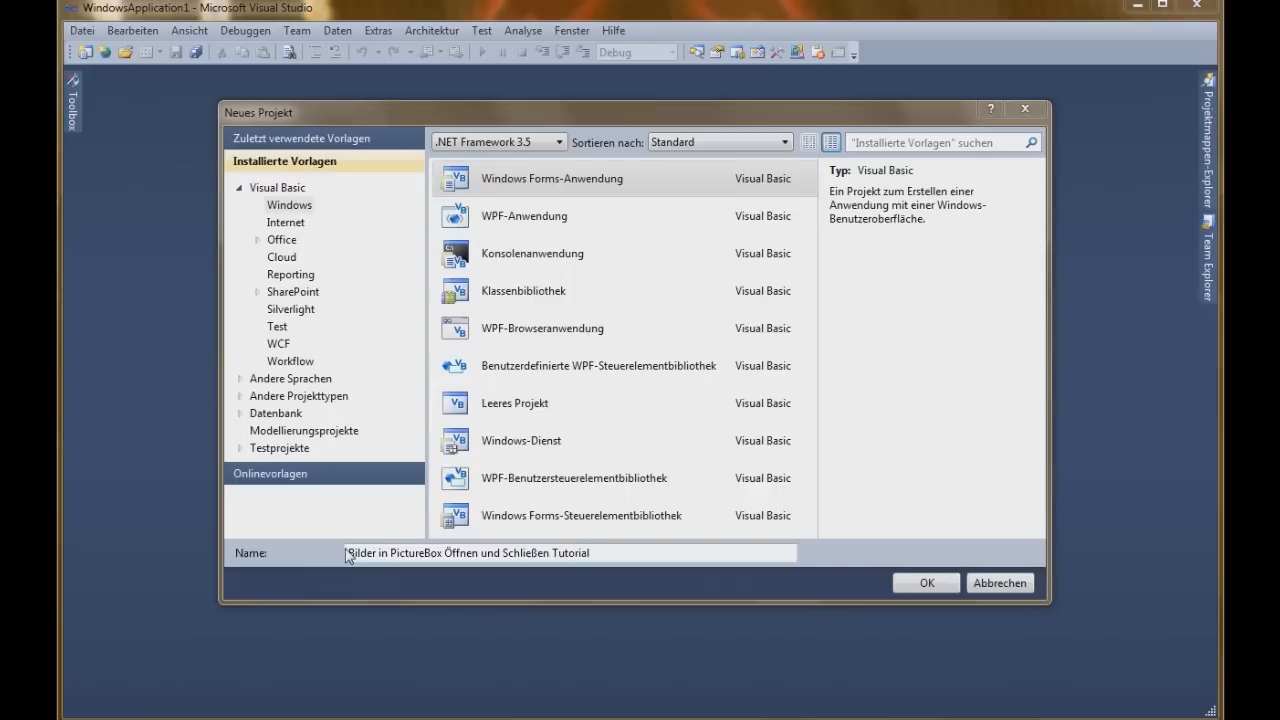 WindowsApplication1 - Microsoft Visual Studio
Datei Bearbeiten Ansicht Debuggen Team Daten Extras Architektur Test Analyse Fenster Hilfe
Debug
Toolbox
Projektmappen-Explorer
Team Explorer
Neues Projekt
Zuletzt verwendete Vorlagen
Installierte Vorlagen
Visual Basic
Windows
Internet
Office
Cloud
Reporting
SharePoint
Silverlight
Test
WCF
Workflow
Andere Sprachen
Andere Projekttypen
Datenbank
Modellierungsprojekte
Testprojekte
Onlinevorlagen
.NET Framework 3.5 Sortieren nach: Standard
"Installierte Vorlagen" suchen
Windows Forms-Anwendung Visual Basic
WPF-Anwendung Visual Basic
Konsolenanwendung Visual Basic
Klassenbibliothek Visual Basic
WPF-Browseranwendung Visual Basic
Benutzerdefinierte WPF-Steuerelementbibliothek Visual Basic
Leeres Projekt Visual Basic
Windows-Dienst Visual Basic
WPF-Benutzersteuerelementbibliothek Visual Basic
Windows Forms-Steuerelementbibliothek Visual Basic
Typ: Visual Basic
Ein Projekt zum Erstellen einer
Anwendung mit einer Windows-
Benutzeroberfläche.
Name: Bilder in PictureBox Öffnen und Schließen Tutorial
OK Abbrechen